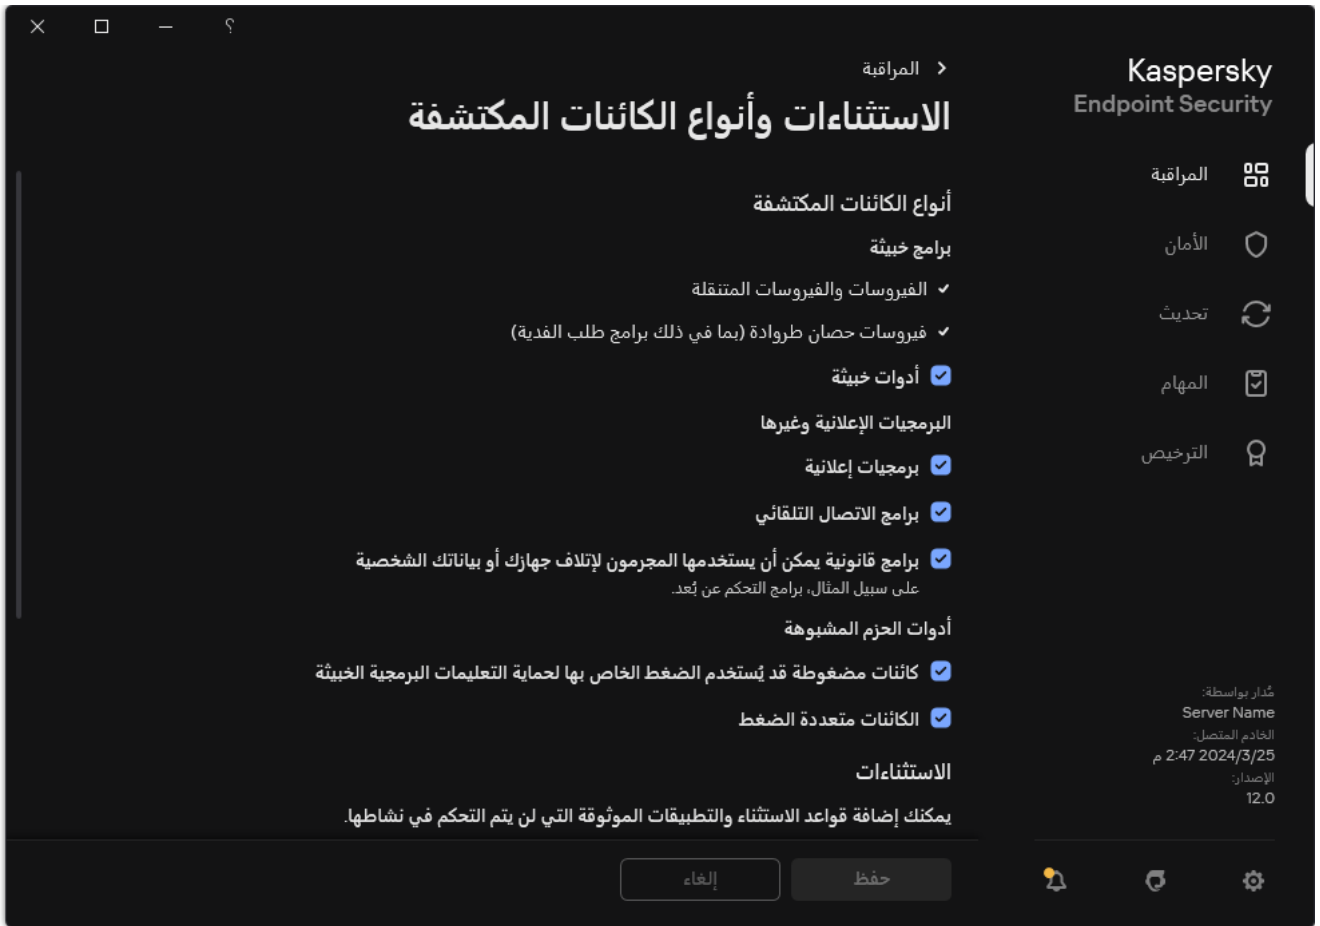 ؟
Kaspersky
Endpoint Security
المراقبة
الأمان
تحديث
المهام
الترخيص
مُدار بواسطة:
Server Name
الخادم المتصل:
2024/3/25 2:47 م
الإصدار:
12.0
المراقبة
الاستثناءات وأنواع الكائنات المكتشفة
أنواع الكائنات المكتشفة
برامج خبيثة
الفيروسات والفيروسات المتنقلة
فيروسات حصان طروادة (بما في ذلك برامج طلب الفدية)
أدوات خبيثة
البرمجيات الإعلانية وغيرها
برمجيات إعلانية
برامج الاتصال التلقائي
برامج قانونية يمكن أن يستخدمها المجرمون لإتلاف جهازك أو بياناتك الشخصية
على سبيل المثال، برامج التحكم عن بُعد.
أدوات الحزم المشبوهة
كائنات مضغوطة قد يُستخدم الضغط الخاص بها لحماية التعليمات البرمجية الخبيثة
الكائنات متعددة الضغط
الاستثناءات
يمكنك إضافة قواعد الاستثناء والتطبيقات الموثوقة التي لن يتم التحكم في نشاطها.
حفظ
إلغاء